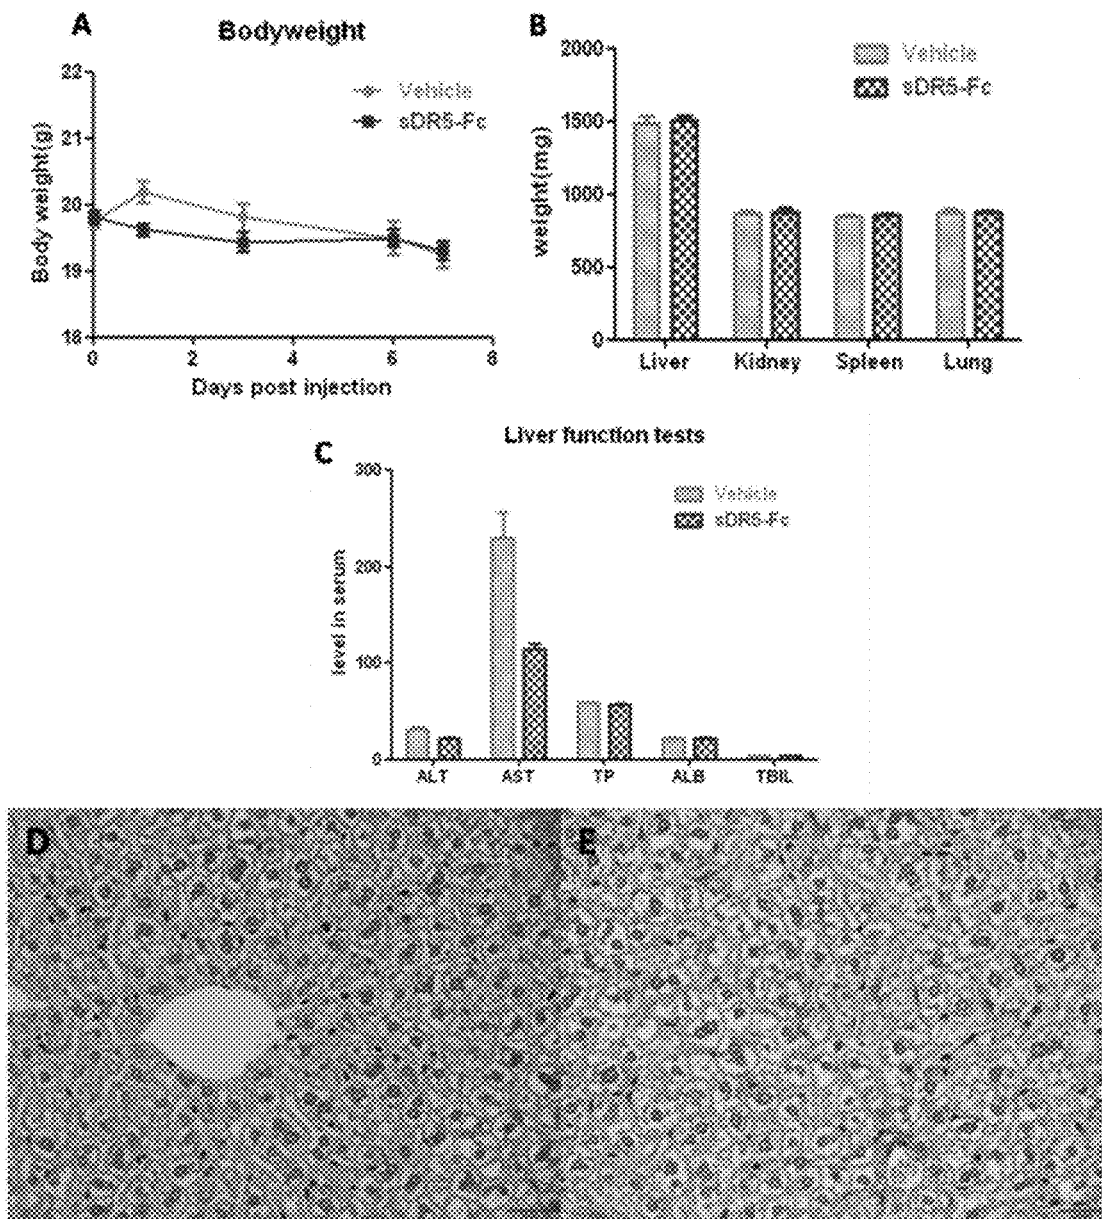 A
Bodyweight
Vehicle
sDR5-Fc
Body weight(g)
22
21
20
19
18
0
2
4
6
8
Days post injection
B
Vehicle
sDR5-Fc
weight(mg)
2000
1500
1000
500
0
Liver
Kidney
Spleen
Lung
C
Liver function tests
Vehicle
sDR5-Fc
level in serum
300
200
100
0
ALT
AST
TP
ALB
TBIL
D
E